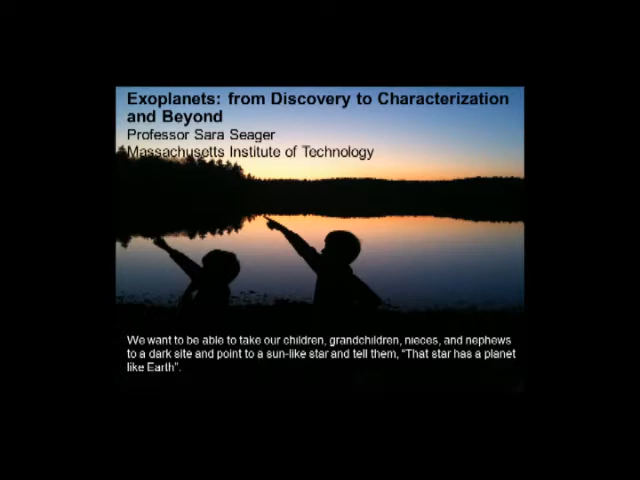 Exoplanets: from Discovery to Characterization
and Beyond
Professor Sara Seager
Massachusetts Institute of Technology
We want to be able to take our children, grandchildren, nieces, and nephews
to a dark site and point to a sun-like star and tell them, “That star has a planet
like Earth”.